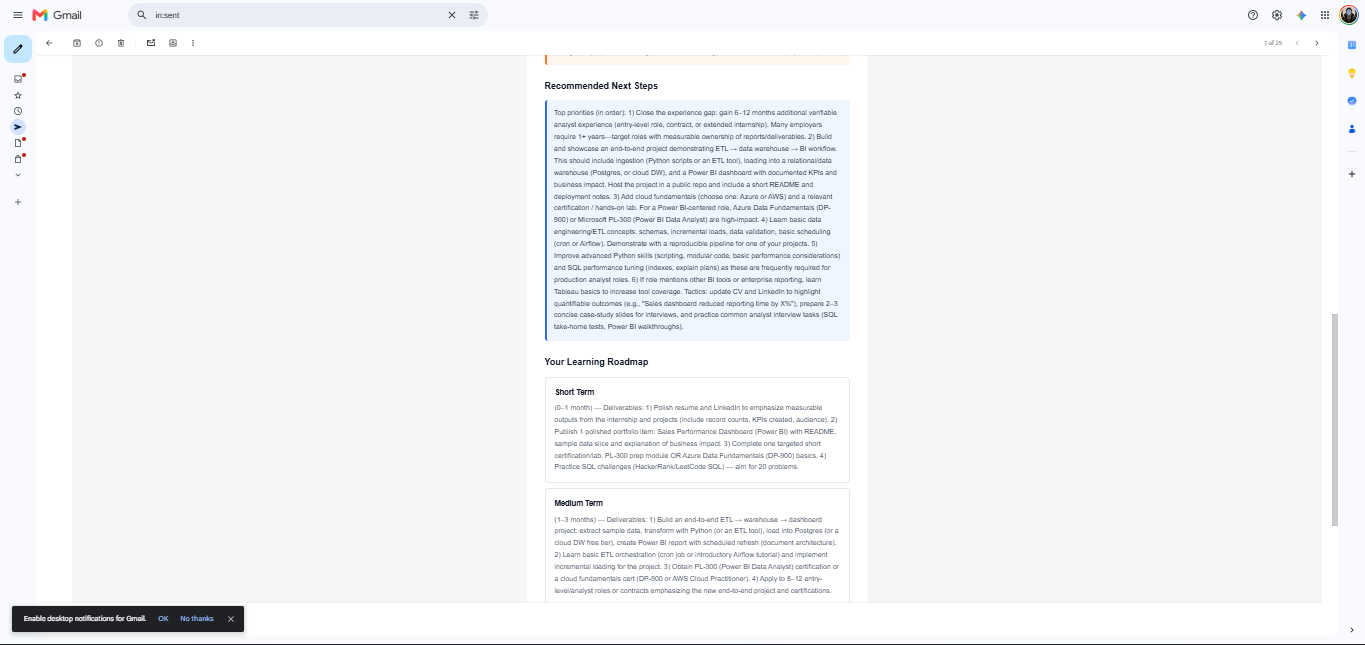 Gmail
in:sent
1 of 25
Recommended Next Steps
Top priorities (in order): 1) Close the experience gap: gain 6–12 months additional verifiable
analyst experience (entry-level role, contract, or extended internship). Many employers
require 1+ years—target roles with measurable ownership of reports/deliverables. 2) Build
and showcase an end-to-end project demonstrating ETL → data warehouse → BI workflow.
This should include ingestion (Python scripts or an ETL tool), loading into a relational/data
warehouse (Postgres, or cloud DW), and a Power BI dashboard with documented KPIs and
business impact. Host the project in a public repo and include a short README and
deployment notes. 3) Add cloud fundamentals (choose one: Azure or AWS) and a relevant
certification / hands-on lab. For a Power BI-centered role, Azure Data Fundamentals (DP-
900) or Microsoft PL-300 (Power BI Data Analyst) are high-impact. 4) Learn basic data
engineering/ETL concepts: schemas, incremental loads, data validation, basic scheduling
(cron or Airflow). Demonstrate with a reproducible pipeline for one of your projects. 5)
Improve advanced Python skills (scripting, modular code, basic performance considerations)
and SQL performance tuning (indexes, explain plans) as these are frequently required for
production analyst roles. 6) If role mentions other BI tools or enterprise reporting, learn
Tableau basics to increase tool coverage. Tactics: update CV and LinkedIn to highlight
quantifiable outcomes (e.g., "Sales dashboard reduced reporting time by X%"), prepare 2–3
concise case-study slides for interviews, and practice common analyst interview tasks (SQL
take-home tests, Power BI walkthroughs).
Your Learning Roadmap
Short Term
(0–1 month) — Deliverables: 1) Polish resume and LinkedIn to emphasize measurable
outputs from the internship and projects (include record counts, KPIs created, audience). 2)
Publish 1 polished portfolio item: Sales Performance Dashboard (Power BI) with README,
sample data slice and explanation of business impact. 3) Complete one targeted short
certification/lab: PL-300 prep module OR Azure Data Fundamentals (DP-900) basics. 4)
Practice SQL challenges (HackerRank/LeetCode SQL) — aim for 20 problems.
Medium Term
(1–3 months) — Deliverables: 1) Build an end-to-end ETL → warehouse → dashboard
project: extract sample data, transform with Python (or an ETL tool), load into Postgres (or a
cloud DW free tier), create Power BI report with scheduled refresh (document architecture).
2) Learn basic ETL orchestration (cron job or introductory Airflow tutorial) and implement
incremental loading for the project. 3) Obtain PL-300 (Power BI Data Analyst) certification or
a cloud fundamentals cert (DP-900 or AWS Cloud Practitioner). 4) Apply to 8–12 entry-
level/analyst roles or contracts emphasizing the new end-to-end project and certifications.
Enable desktop notifications for Gmail. OK No thanks